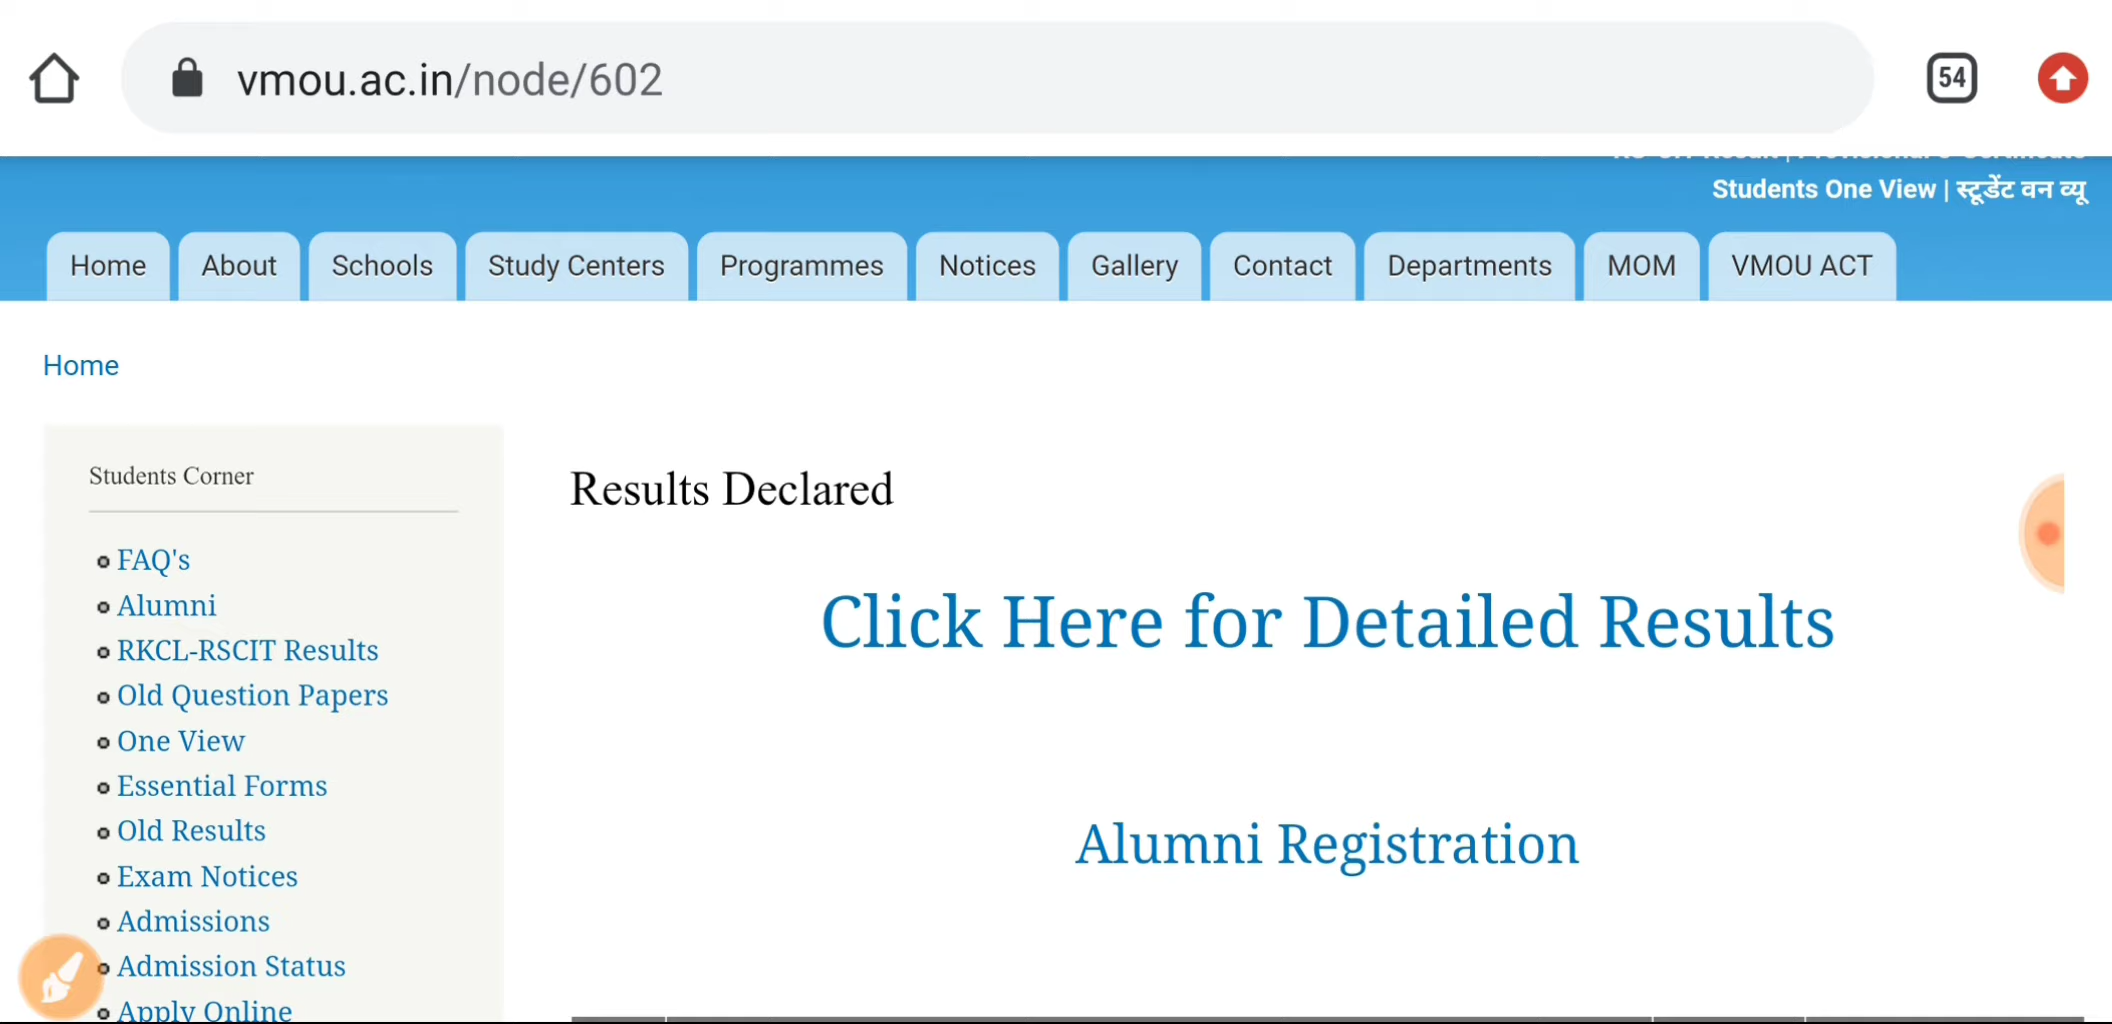 vmou.ac.in/node/602
54
Students One View | स्टूडेंट वन व्यू
Home About Schools Study Centers Programmes Notices Gallery Contact Departments MOM VMOU ACT
Home
Students Corner
FAQ's
Alumni
RKCL-RSCIT Results
Old Question Papers
One View
Essential Forms
Old Results
Exam Notices
Admissions
Admission Status
Apply Online
Results Declared
Click Here for Detailed Results
Alumni Registration